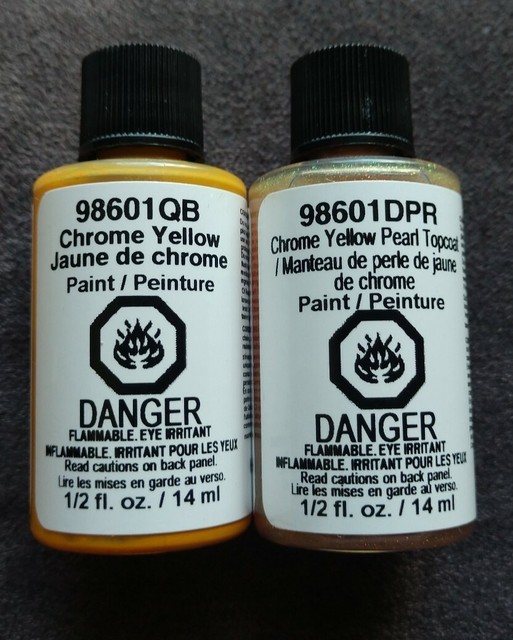 98601QB
Chrome Yellow
Jaune de chrome
Paint / Peinture
DANGER
FLAMMABLE. EYE IRRITANT
INFLAMMABLE. IRRITANT POUR LES YEUX
Read cautions on back panel.
Lire les mises en garde au verso.
1/2 fl. oz. / 14 ml
98601DPR
Chrome Yellow Pearl Topcoat
/ Manteau de perle de jaune
de chrome
Paint / Peinture
DANGER
FLAMMABLE. EYE IRRITANT
INFLAMMABLE. IRRITANT POUR LES YEUX
Read cautions on back panel.
Lire les mises en garde au verso.
1/2 fl. oz. / 14 ml